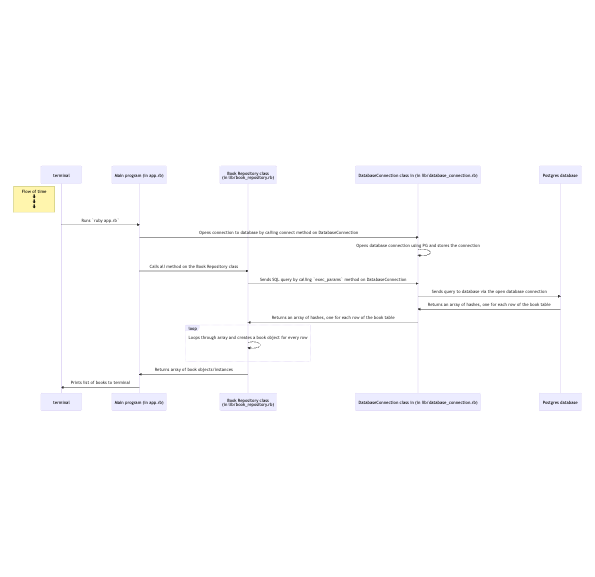 terminal
Main program (in app.rb)
Book Repository class
(in lib/book_repository.rb)
DatabaseConnection class in (in lib/database_connection.rb)
Postgres database
Flow of time
Runs `ruby app.rb`
Opens connection to database by calling connect method on DatabaseConnection
Opens database connection using PG and stores the connection
Calls all method on the Book Repository class
Sends SQL query by calling `exec_params` method on DatabaseConnection
Sends query to database via the open database connection
Returns an array of hashes, one for each row of the book table
Returns an array of hashes, one for each row of the book table
loop
Loops through array and creates a book object for every row
Returns array of book objects/instances
Prints list of books to terminal
terminal
Main program (in app.rb)
Book Repository class
(in lib/book_repository.rb)
DatabaseConnection class in (in lib/database_connection.rb)
Postgres database